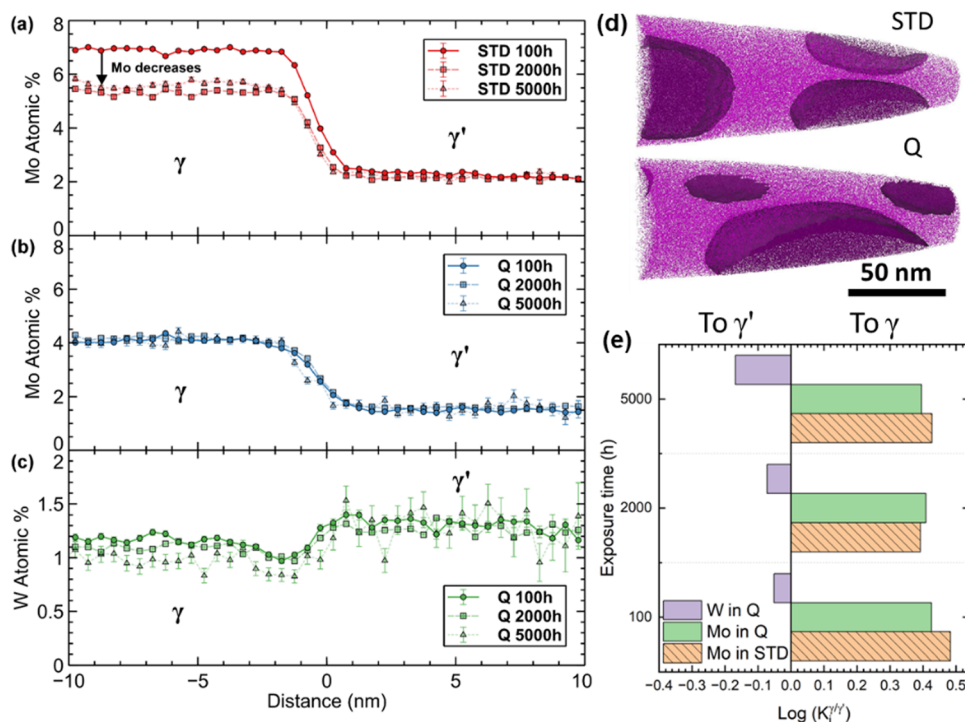 (a)
8
6
4
2
0
Mo Atomic %
Mo decreases
STD 100h
STD 2000h
STD 5000h
γ
γ'
(b)
8
6
4
2
0
Mo Atomic %
Q 100h
Q 2000h
Q 5000h
γ
γ'
(c)
2
1.5
1
0.5
0
W Atomic %
γ'
γ
Q 100h
Q 2000h
Q 5000h
−10 −5 0 5 10
Distance (nm)
(d)
STD
Q
50 nm
To γ' To γ
(e)
5000
2000
100
Exposure time (h)
W in Q
Mo in Q
Mo in STD
-0.4 -0.3 -0.2 -0.1 0.0 0.1 0.2 0.3 0.4 0.5
Log (K_i^γ/γ')